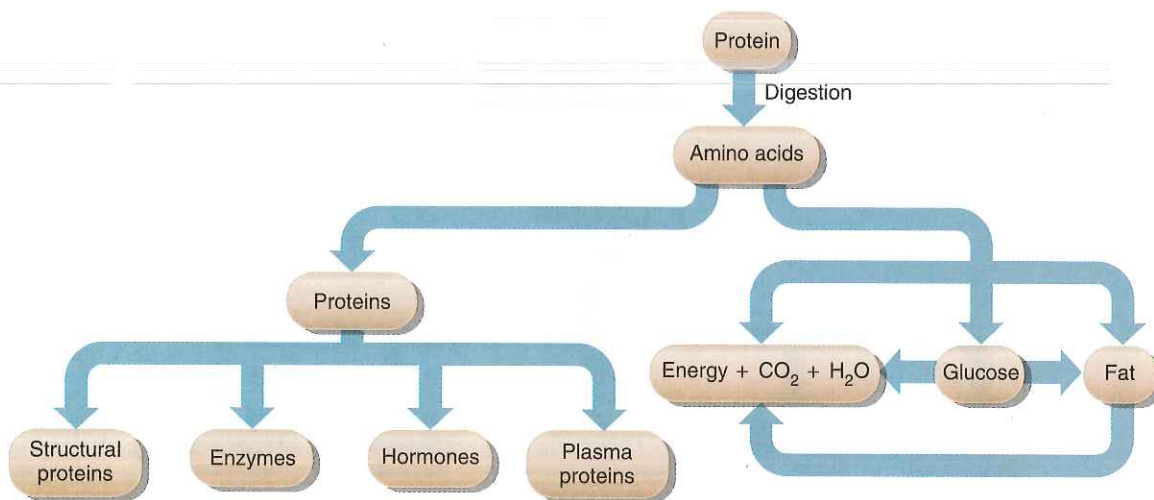 Protein
Digestion
Amino acids
Proteins
Energy + CO₂ + H₂O
Glucose
Fat
Structural
proteins
Enzymes
Hormones
Plasma
proteins